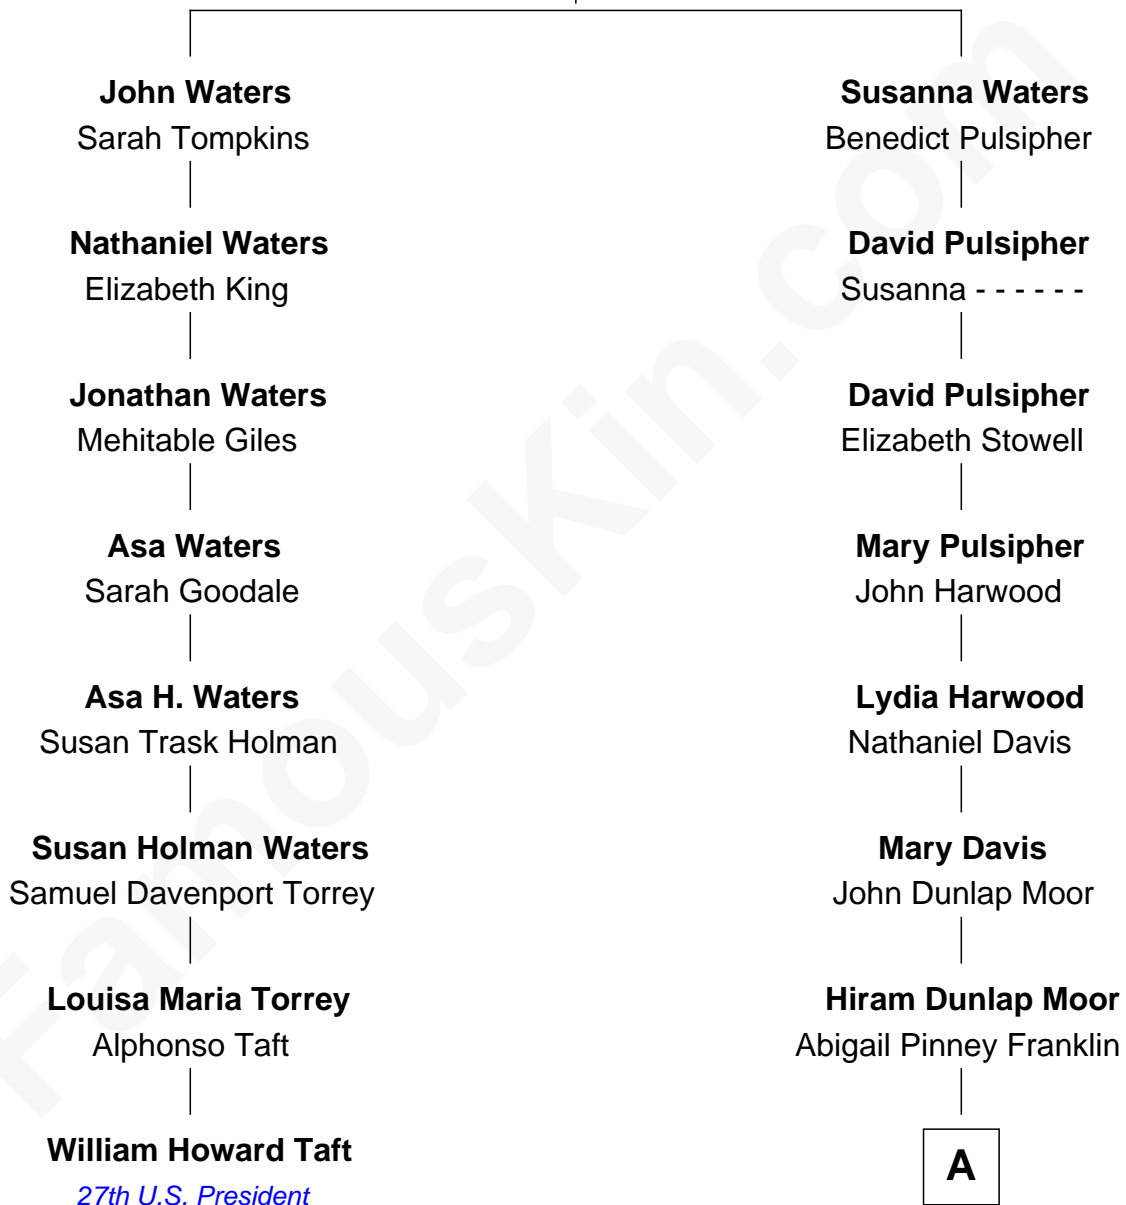 John Waters
Sarah Tompkins
Susanna Waters
Benedict Pulsipher
Nathaniel Waters
Elizabeth King
David Pulsipher
Susanna - - - - - -
Jonathan Waters
Mehitable Giles
David Pulsipher
Elizabeth Stowell
Asa Waters
Sarah Goodale
Mary Pulsipher
John Harwood
Asa H. Waters
Susan Trask Holman
Lydia Harwood
Nathaniel Davis
Susan Holman Waters
Samuel Davenport Torrey
Mary Davis
John Dunlap Moor
Louisa Maria Torrey
Alphonso Taft
Hiram Dunlap Moor
Abigail Pinney Franklin
William Howard Taft
27th U.S. President
A
FamousKin.com